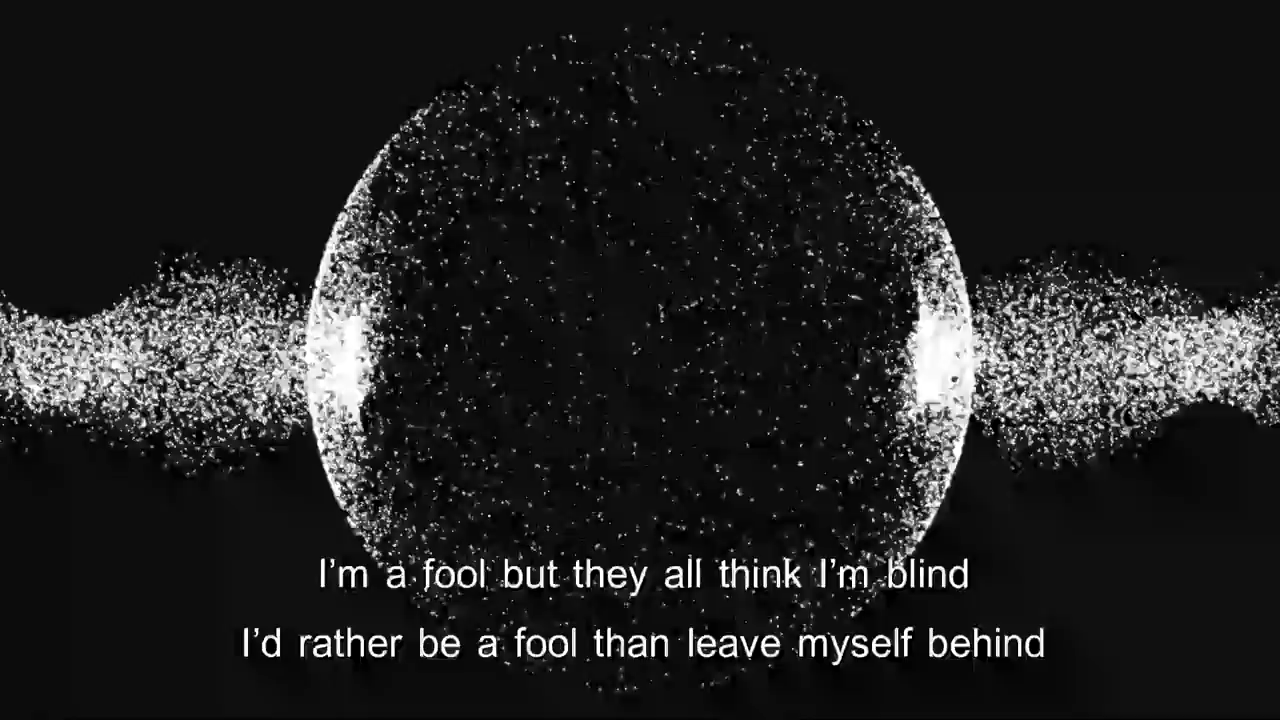 I’m a fool but they all think I’m blind
I’d rather be a fool than leave myself behind